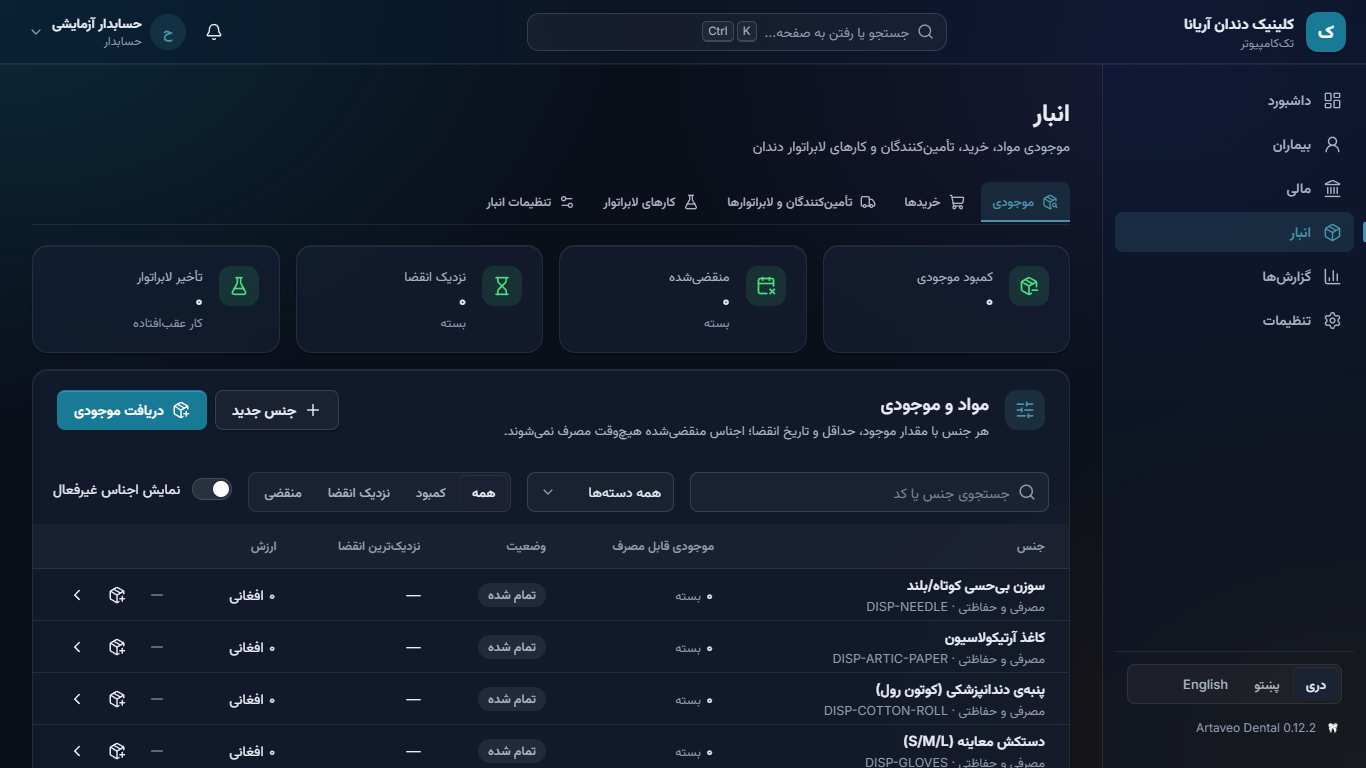 کلینیک دندان آریانا
تک‌کامپیوتر
ک
جستجو یا رفتن به صفحه... Ctrl K
حسابدار آزمایشی
حسابدار
ح
داشبورد
بیماران
مالی
انبار
گزارش‌ها
تنظیمات
دری پښتو English
Artaveo Dental 0.12.2
انبار
موجودی مواد، خرید، تأمین‌کنندگان و کارهای لابراتوار دندان
موجودی خریدها تأمین‌کنندگان و لابراتوارها کارهای لابراتوار تنظیمات انبار
کمبود موجودی
۰
منقضی‌شده
۰
بسته
نزدیک انقضا
۰
بسته
تأخیر لابراتوار
۰
کار عقب‌افتاده
مواد و موجودی
هر جنس با مقدار موجود، حداقل و تاریخ انقضا؛ اجناس منقضی‌شده هیچ‌وقت مصرف نمی‌شوند.
جنس جدید
دریافت موجودی
جستجوی جنس یا کد
همه دسته‌ها
همه کمبود نزدیک انقضا منقضی
نمایش اجناس غیرفعال
جنس موجودی قابل مصرف وضعیت نزدیک‌ترین انقضا ارزش
سوزن بی‌حسی کوتاه/بلند
مصرفی و حفاظتی · DISP-NEEDLE
۰ بسته تمام شده — ۰ افغانی —
کاغذ آرتیکولاسیون
مصرفی و حفاظتی · DISP-ARTIC-PAPER
۰ بسته تمام شده — ۰ افغانی —
پنبه‌ی دندانپزشکی (کوتون رول)
مصرفی و حفاظتی · DISP-COTTON-ROLL
۰ بسته تمام شده — ۰ افغانی —
دستکش معاینه (S/M/L)
مصرفی و حفاظتی · DISP-GLOVES
۰ بسته تمام شده — ۰ افغانی —